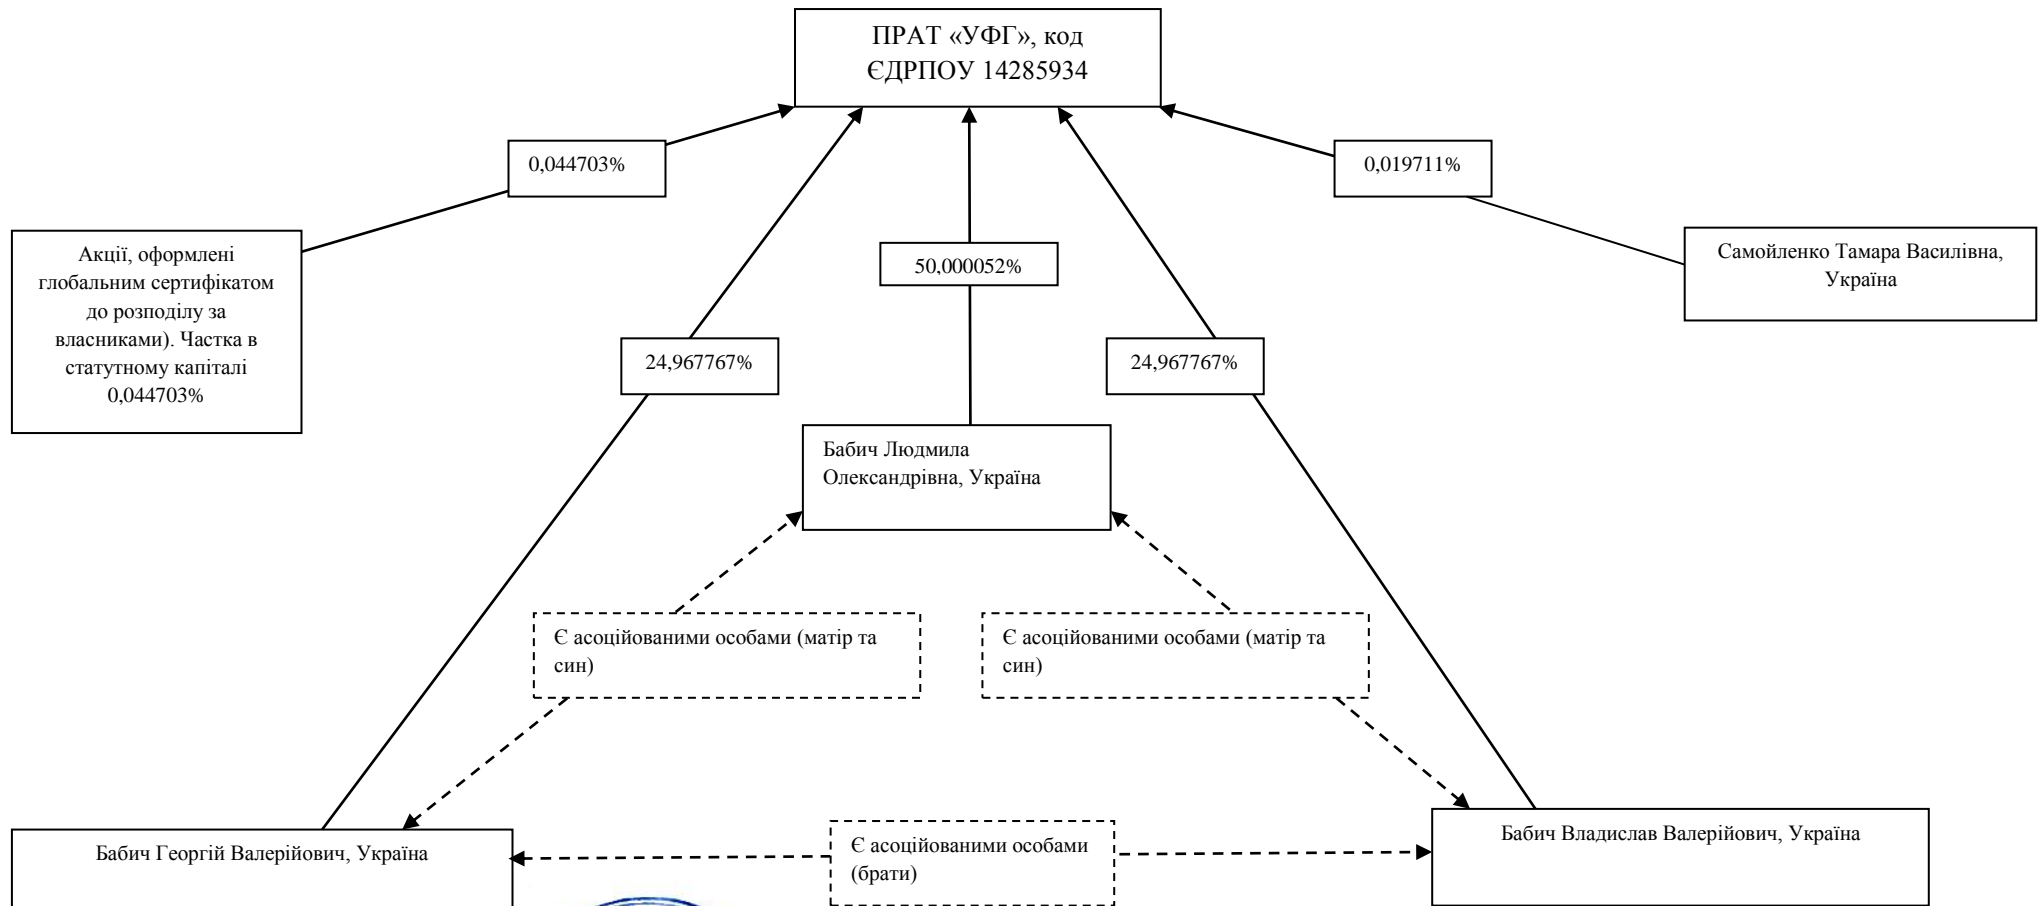 ПРАТ «УФГ», код
ЄДРПОУ 14285934
0,044703%
0,019711%
Акції, оформлені
глобальним сертифікатом
до розподілу за
власниками). Частка в
статутному капіталі
0,044703%
50,000052%
Самойленко Тамара Василівна,
Україна
24,967767%
24,967767%
Бабич Людмила
Олександрівна, Україна
Є асоційованими особами (матір та
син)
Є асоційованими особами (матір та
син)
Бабич Георгій Валерійович, Україна
Є асоційованими особами
(брати)
Бабич Владислав Валерійович, Україна